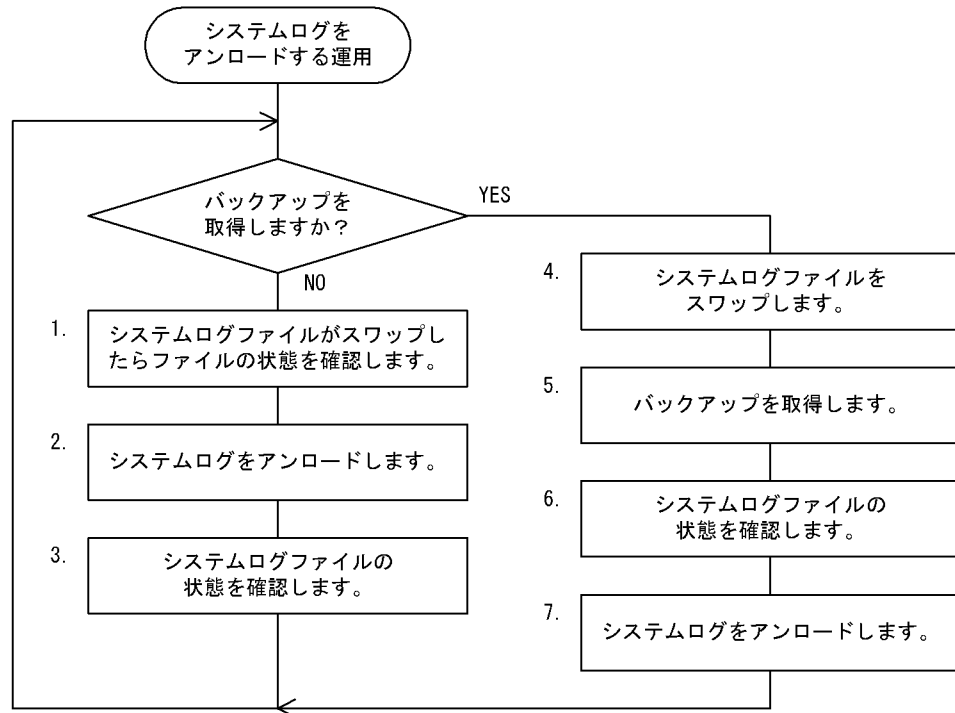 システムログを
アンロードする運用
バックアップを
取得しますか？
YES
NO
1.
システムログファイルがスワップし
たらファイルの状態を確認します。
2.
システムログをアンロードします。
3.
システムログファイルの
状態を確認します。
4.
システムログファイルを
スワップします。
5.
バックアップを取得します。
6.
システムログファイルの
状態を確認します。
7.
システムログをアンロードします。